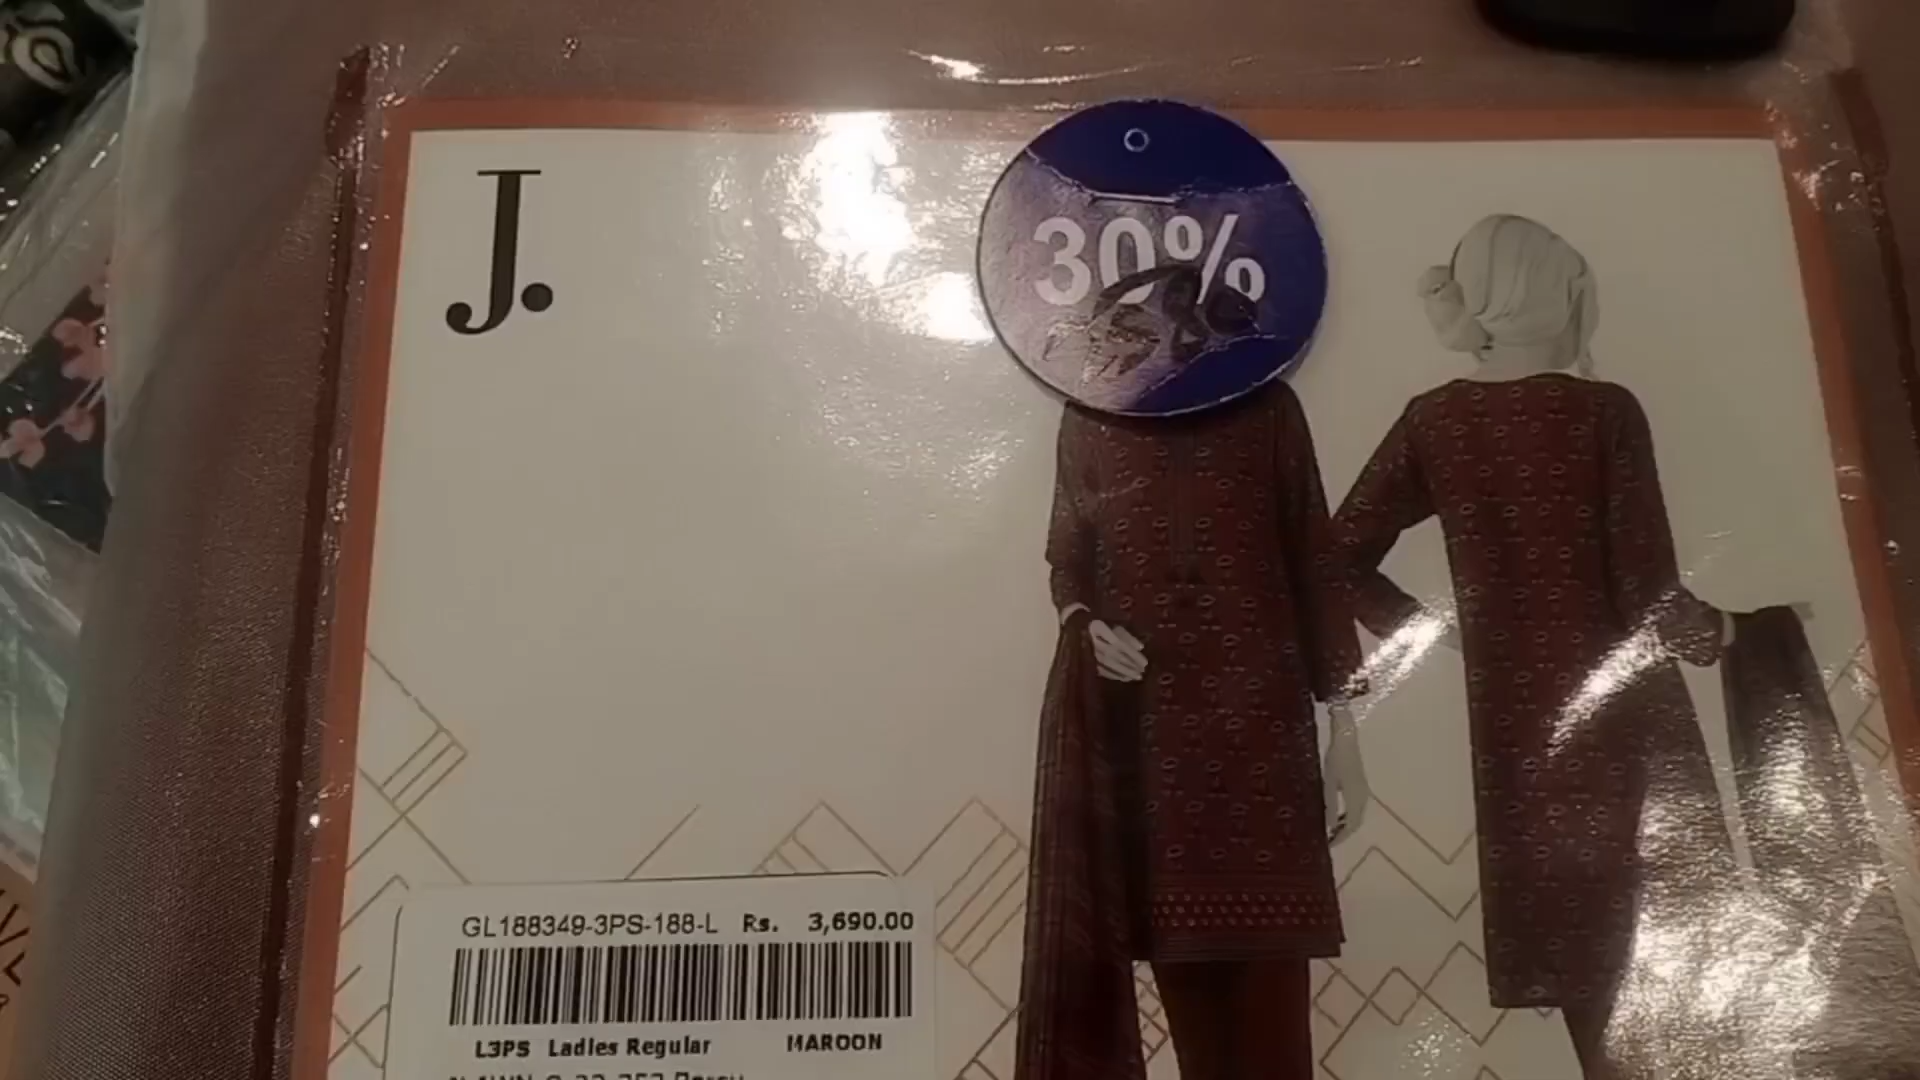 J.
30%
GL188349-3PS-188-L Rs. 3,690.00
L3PS Ladies Regular MAROON